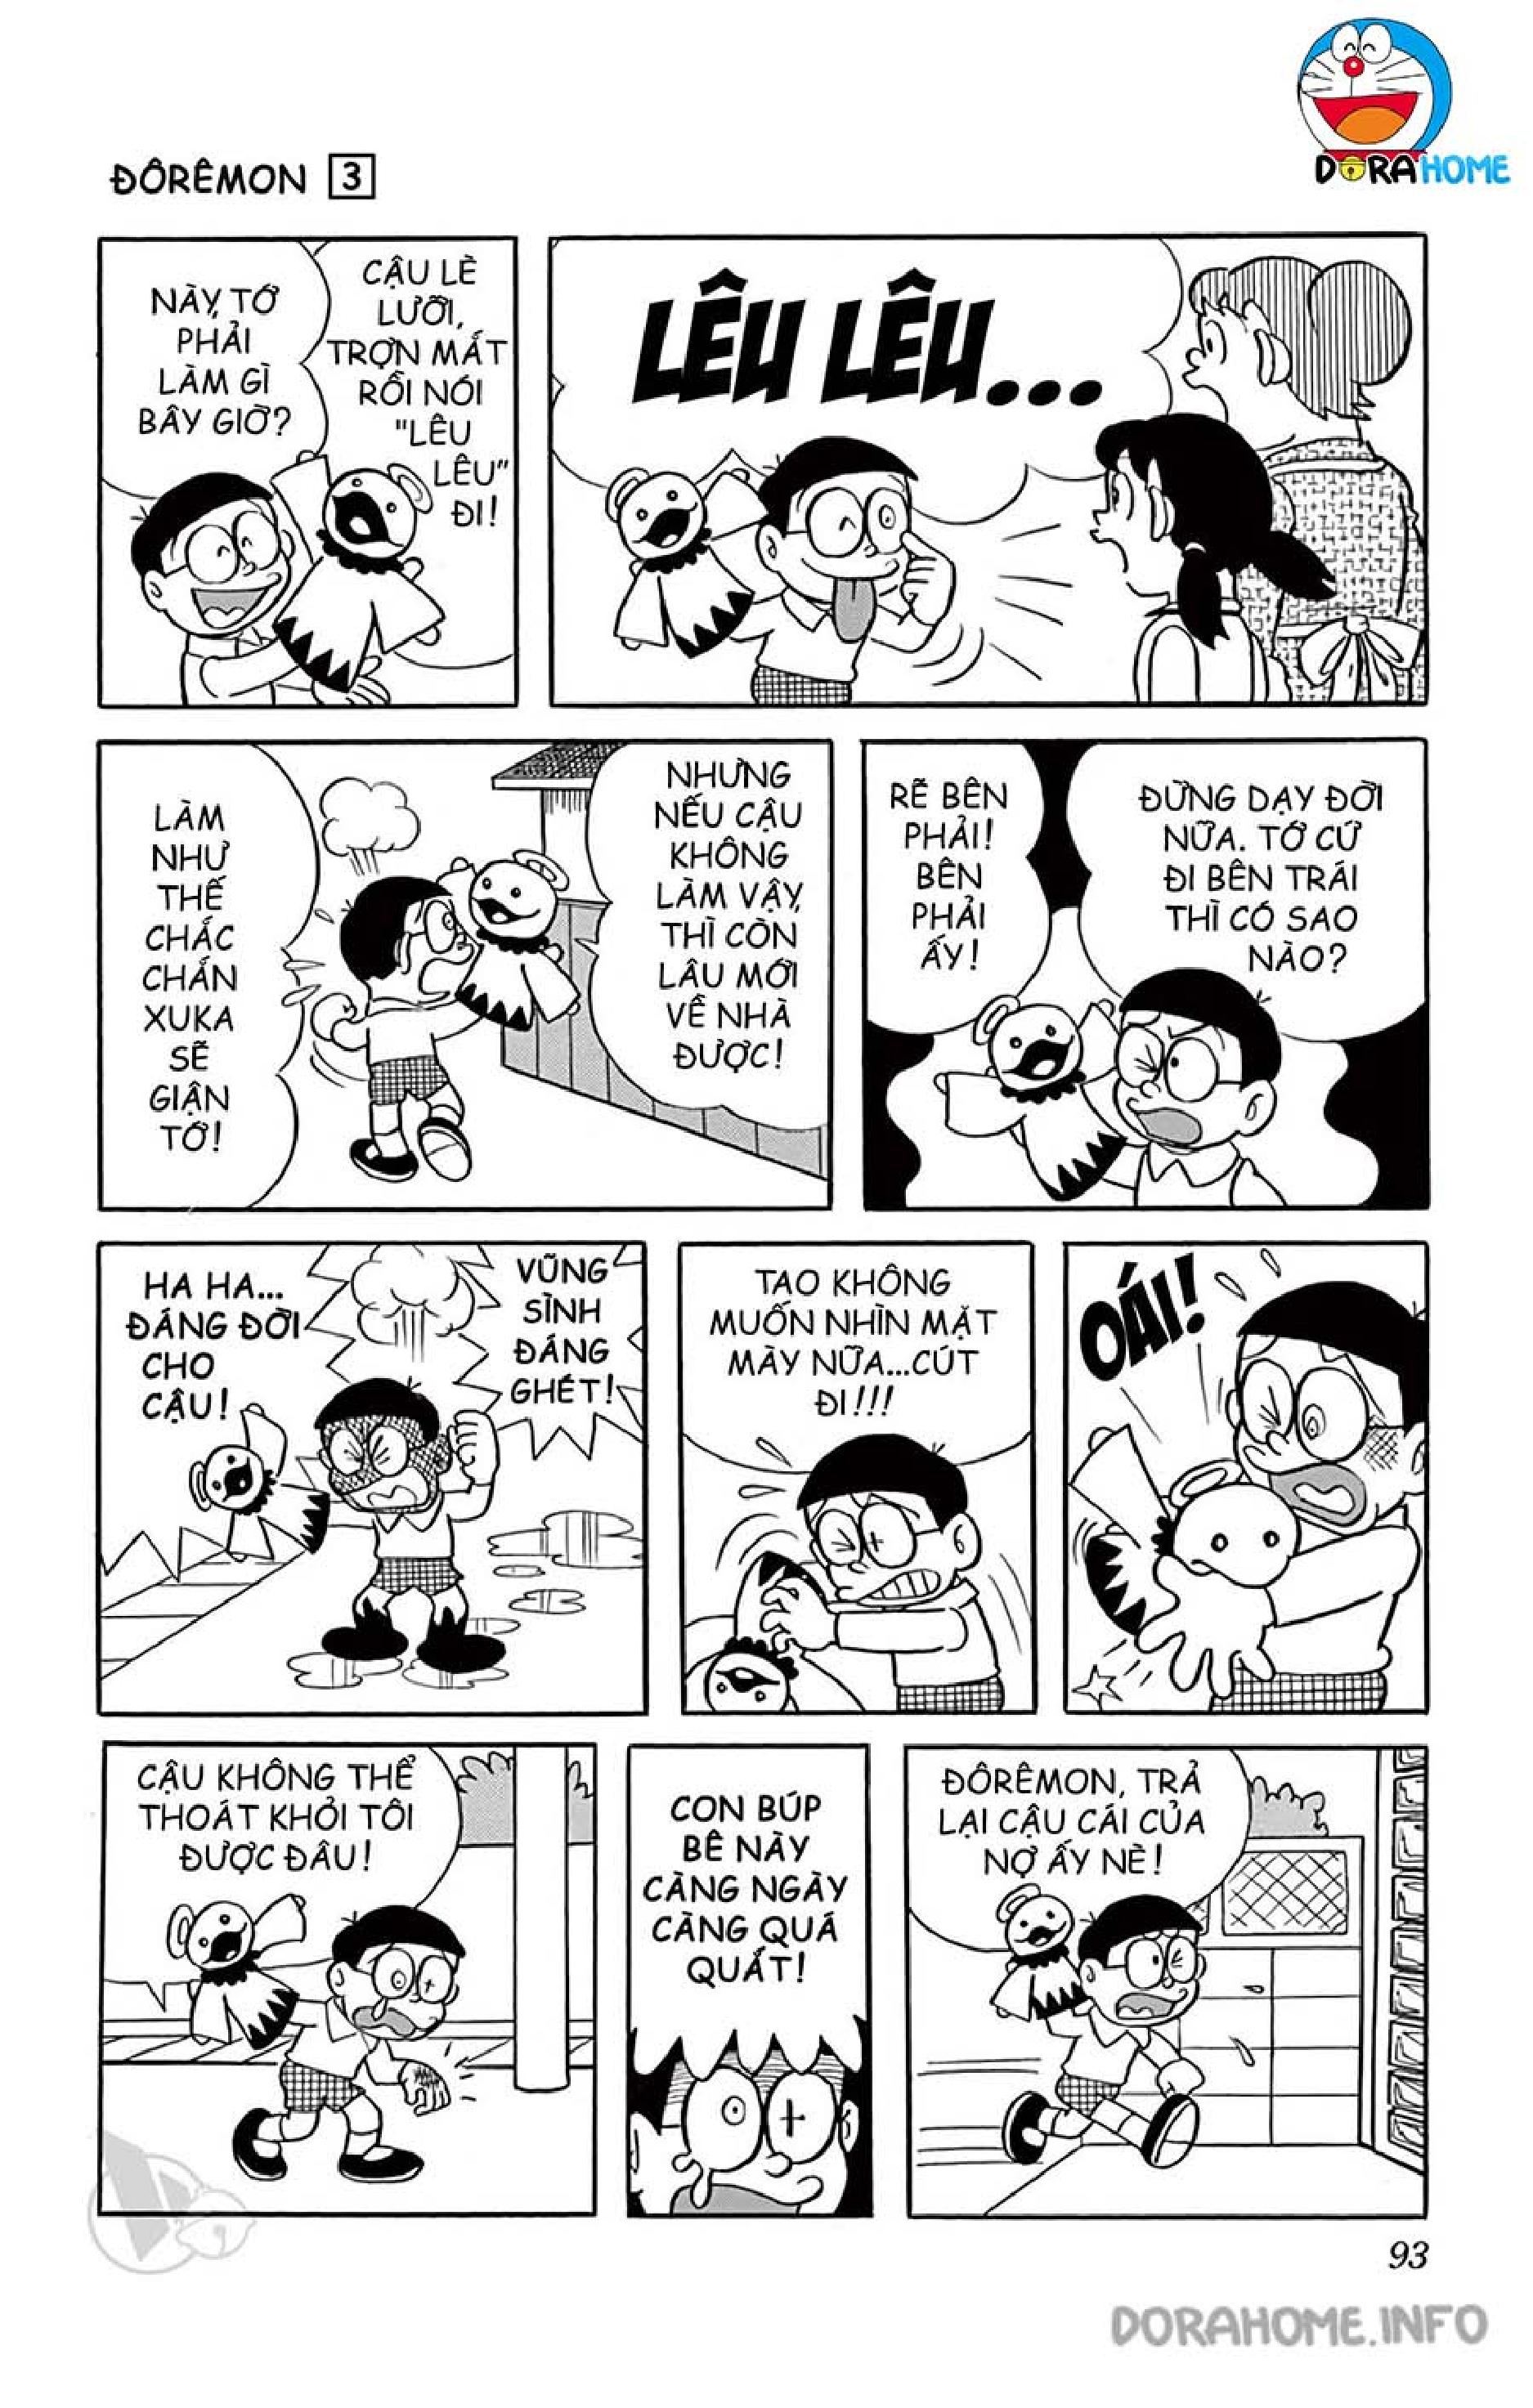 DORAHOME
ĐÔRÊMON 3
NÀY, TỚ
PHẢI
LÀM GÌ
BÂY GIỜ?
CẬU LÈ
LƯỠI,
TRỢN MẮT
RỒI NÓI
"LÊU
LÊU"
ĐI!
LÊU LÊU...
LÀM
NHƯ
THẾ
CHẮC
CHẮN
XUKA
SẼ
GIẬN
TỚ!
NHƯNG
NẾU CẬU
KHÔNG
LÀM VẬY,
THÌ CÒN
LÂU MỚI
VỀ NHÀ
ĐƯỢC!
RẼ BÊN
PHẢI!
BÊN
PHẢI
ẤY!
ĐỪNG DẠY ĐỜI
NỮA. TỚ CỨ
ĐI BÊN TRÁI
THÌ CÓ SAO
NÀO?
HA HA...
ĐÁNG ĐỜI
CHO
CẬU!
VŨNG
SÌNH
ĐÁNG
GHÉT!
TAO KHÔNG
MUỐN NHÌN MẶT
MÀY NỮA...CÚT
ĐI!!!
OÁI!
CẬU KHÔNG THỂ
THOÁT KHỎI TÔI
ĐƯỢC ĐÂU!
CON BÚP
BÊ NÀY
CÀNG NGÀY
CÀNG QUÁ
QUẮT!
ĐÔRÊMON, TRẢ
LẠI CẬU CÁI CỦA
NỢ ẤY NÈ!
93
DORAHOME.INFO